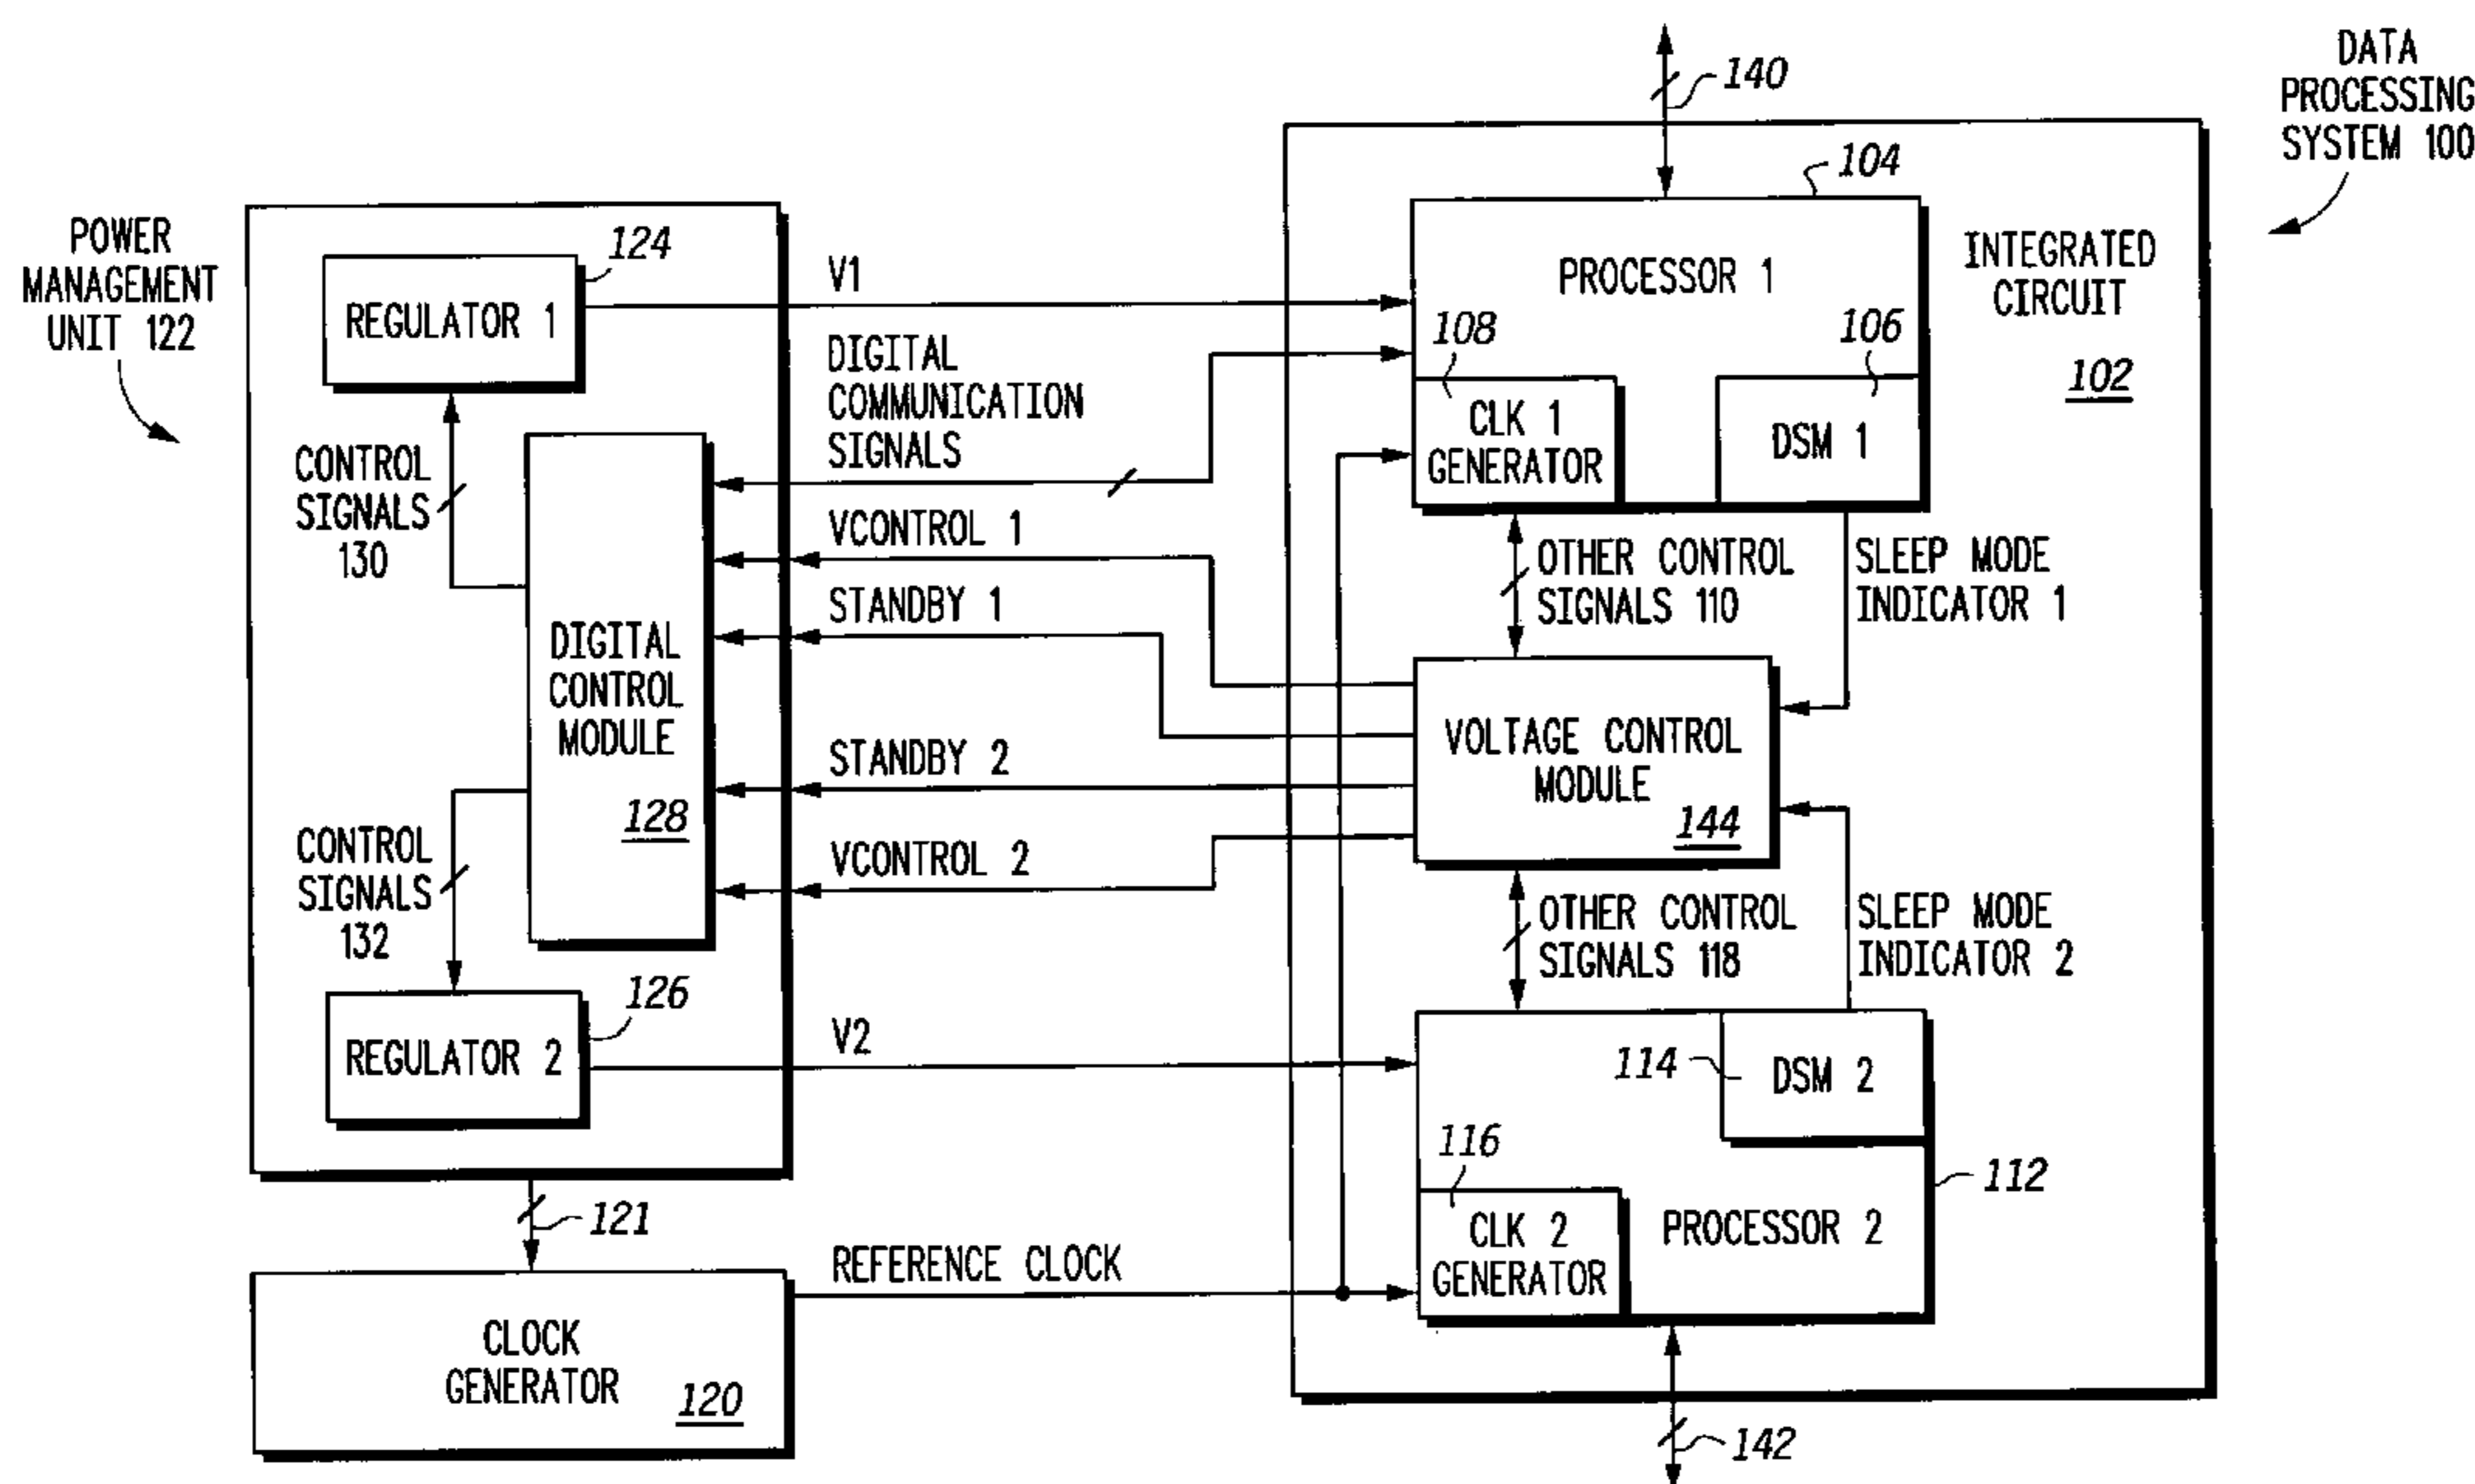 DATA
PROCESSING
SYSTEM 100
140
104
INTEGRATED
CIRCUIT
102
PROCESSOR 1
108
106
CLK 1
GENERATOR
DSM 1
POWER
MANAGEMENT
UNIT 122
124
REGULATOR 1
V1
DIGITAL
COMMUNICATION
SIGNALS
CONTROL
SIGNALS
130
VCONTROL 1
STANDBY 1
OTHER CONTROL
SIGNALS 110
SLEEP MODE
INDICATOR 1
DIGITAL
CONTROL
MODULE
128
STANDBY 2
VCONTROL 2
VOLTAGE CONTROL
MODULE
144
CONTROL
SIGNALS
132
OTHER CONTROL
SIGNALS 118
SLEEP MODE
INDICATOR 2
126
REGULATOR 2
V2
114
DSM 2
116
112
CLK 2
GENERATOR
PROCESSOR 2
121
REFERENCE CLOCK
CLOCK
GENERATOR
120
142